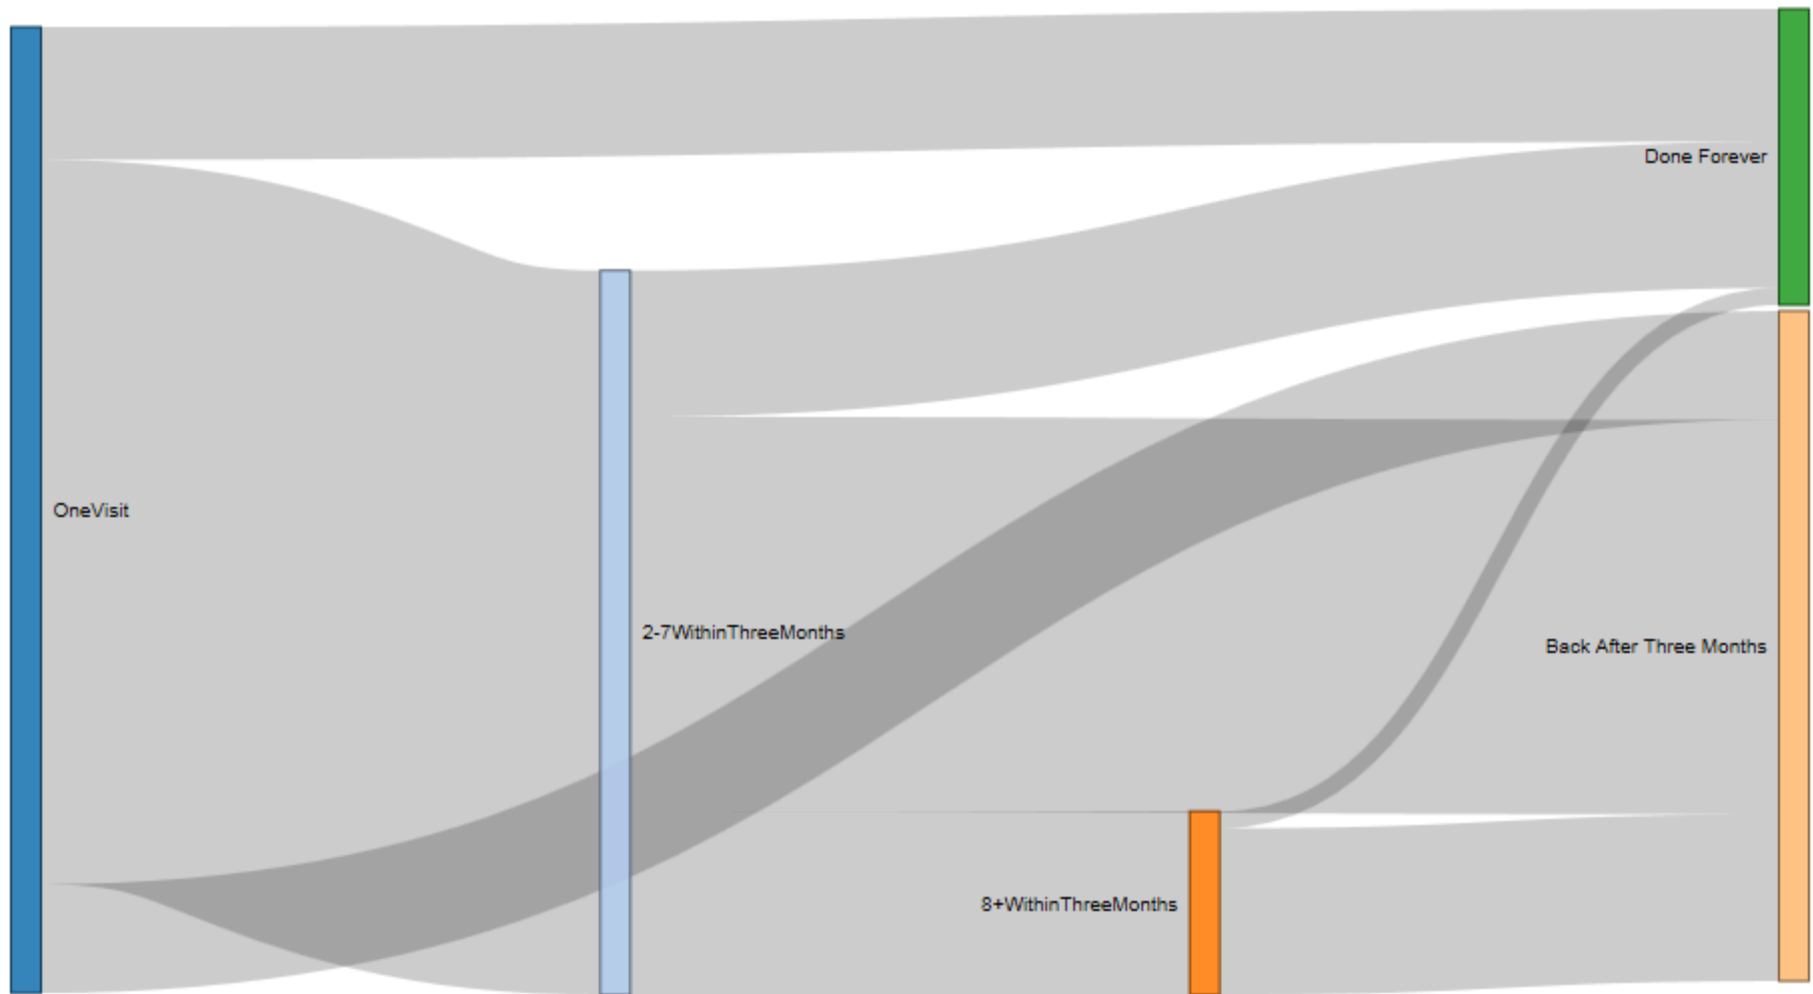 Done Forever
OneVisit
2-7WithinThreeMonths
Back After Three Months
8+WithinThreeMonths